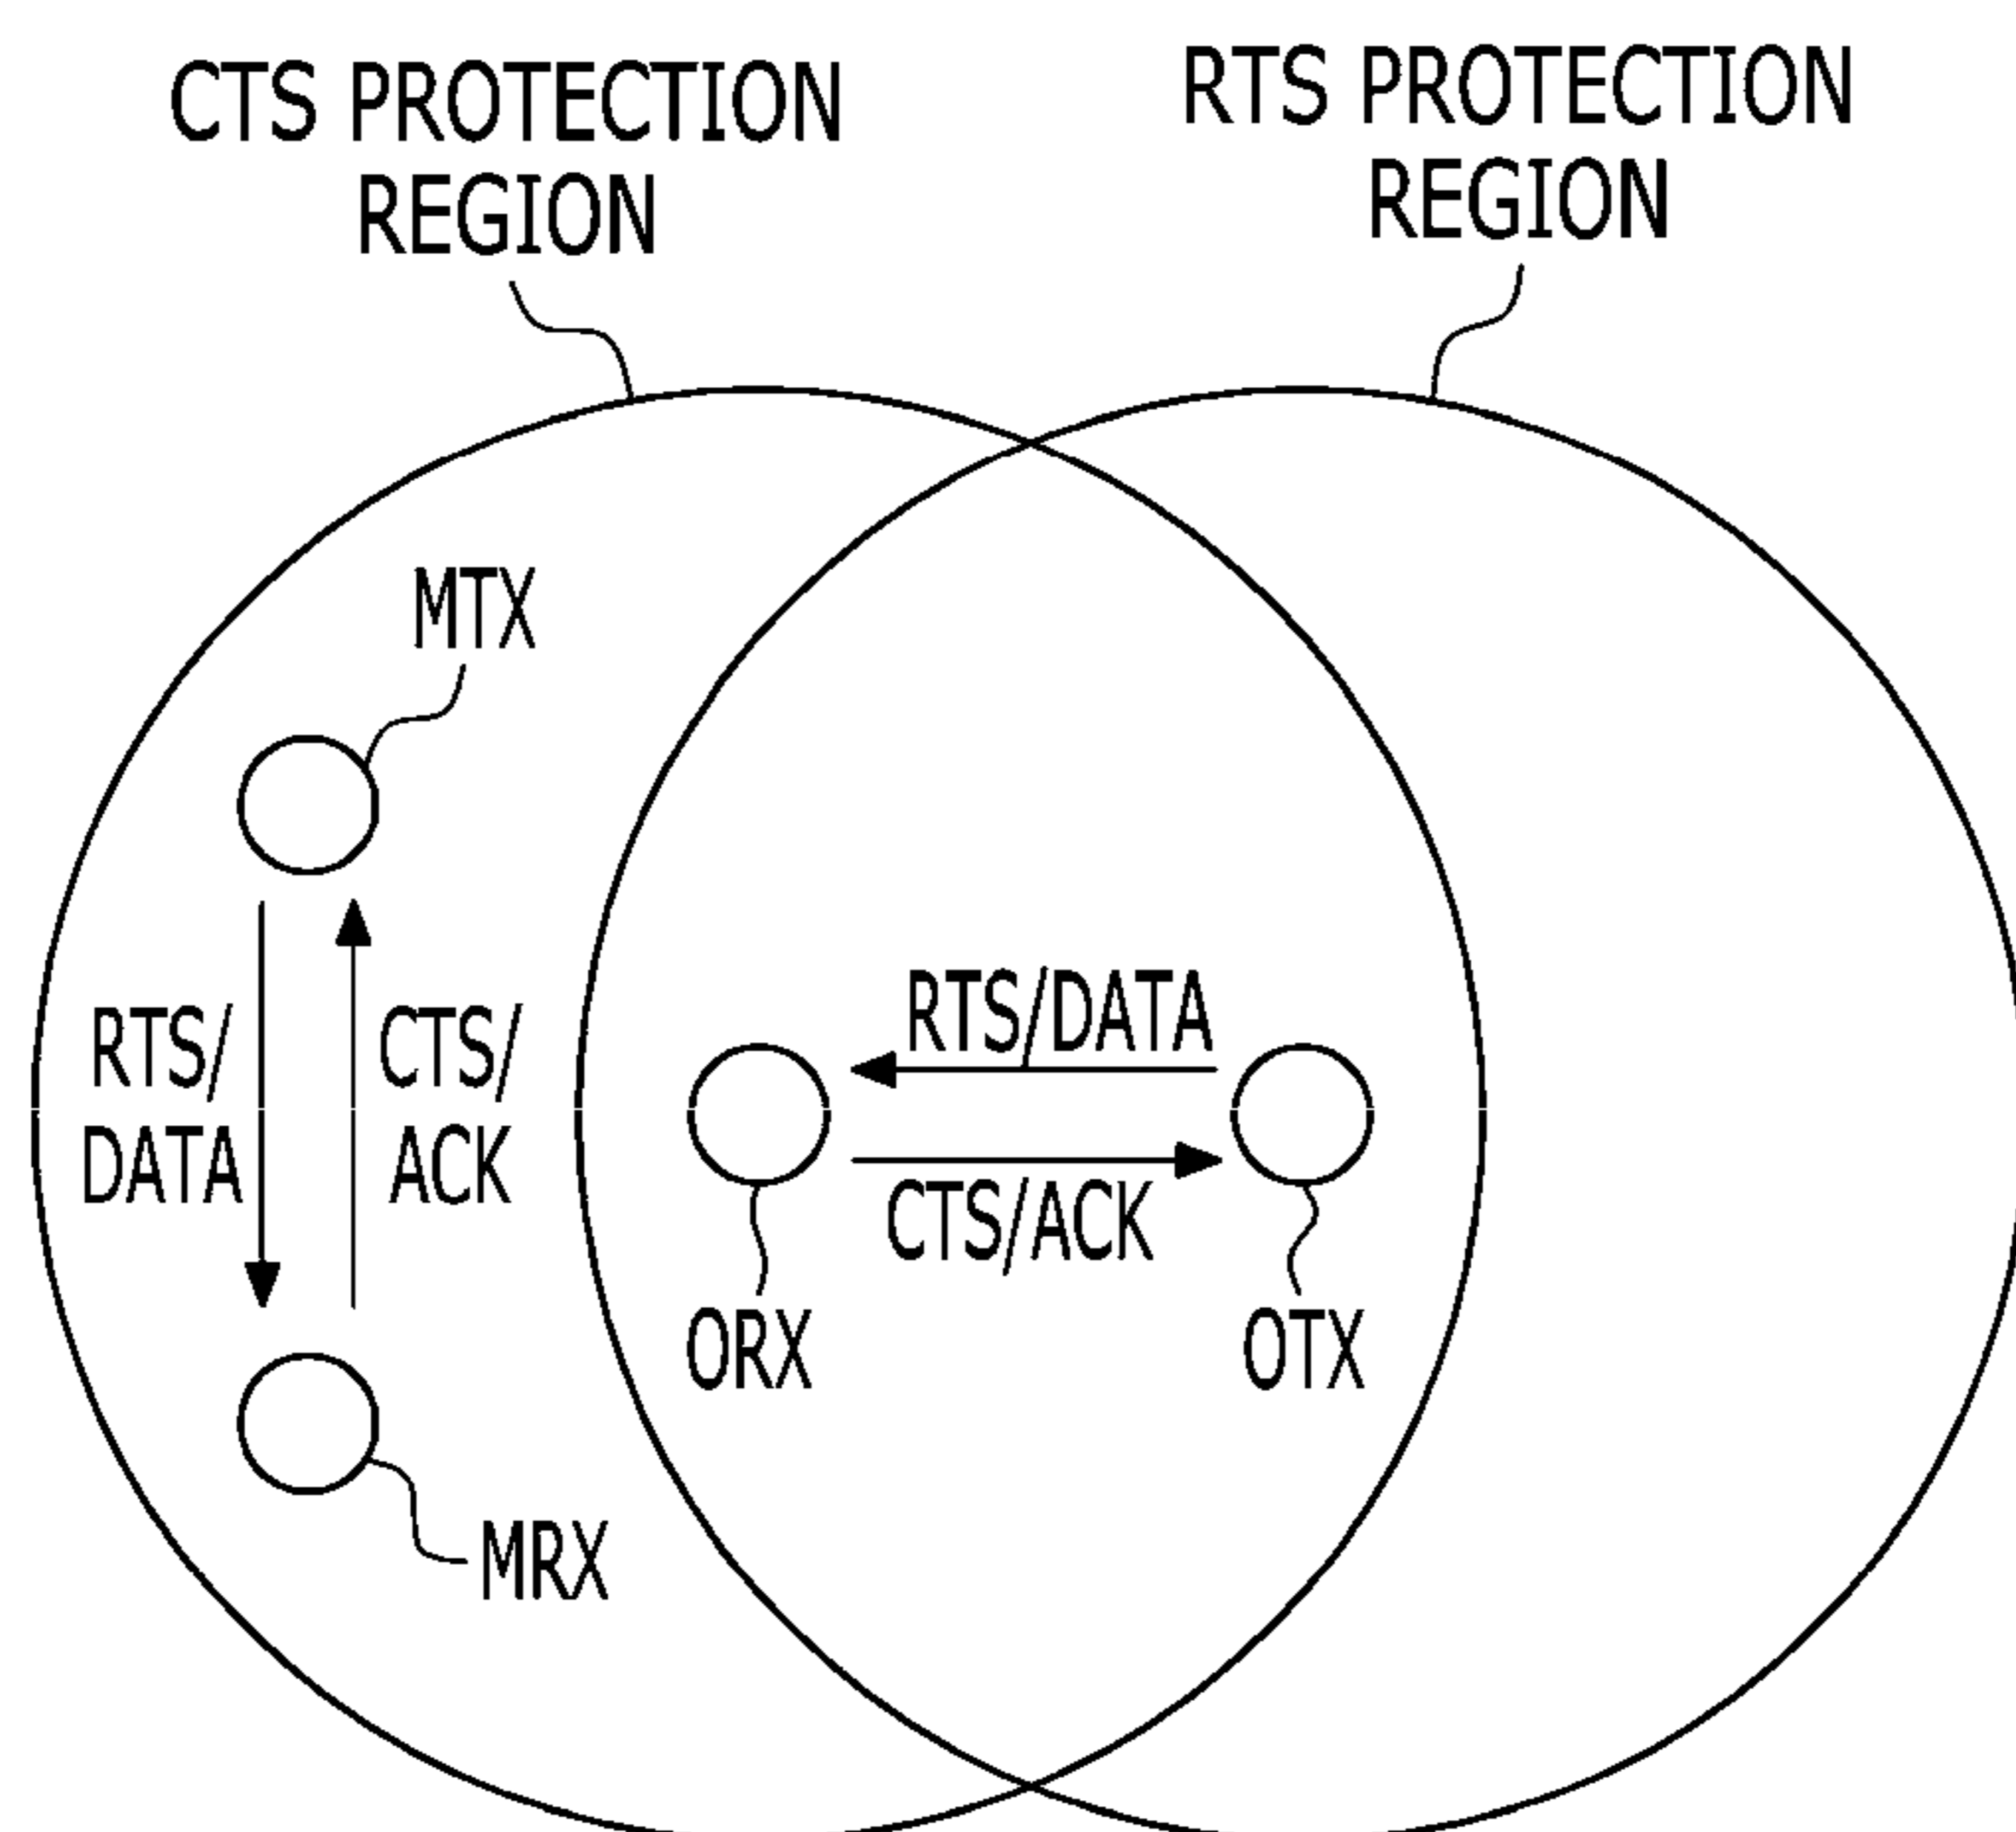 CTS PROTECTION
REGION
RTS PROTECTION
REGION
MTX
RTS/
DATA
CTS/
ACK
RTS/DATA
CTS/ACK
ORX
OTX
MRX